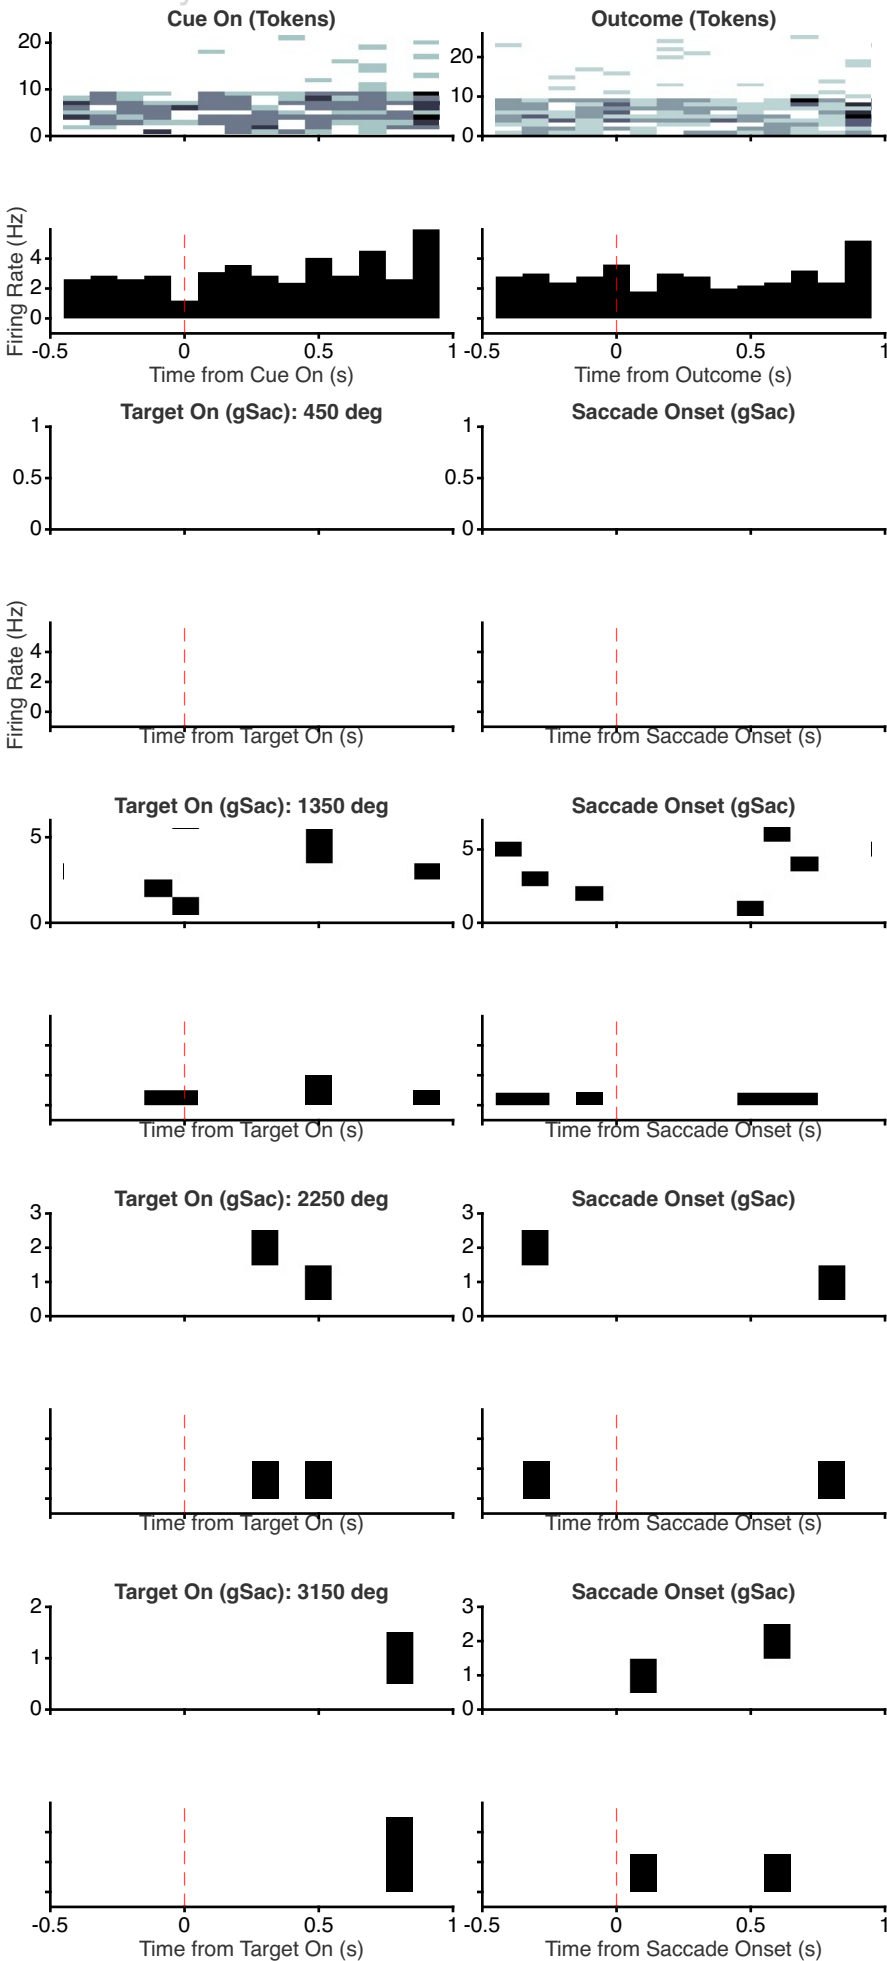 Cue On (Tokens)
Outcome (Tokens)
20
10
0
20
10
0
Firing Rate (Hz)
4
2
0
-0.5
0
0.5
1
-0.5
0
0.5
1
Time from Cue On (s)
Time from Outcome (s)
Target On (gSac): 450 deg
Saccade Onset (gSac)
1
0.5
0
1
0.5
0
Firing Rate (Hz)
4
2
0
Time from Target On (s)
Time from Saccade Onset (s)
Target On (gSac): 1350 deg
Saccade Onset (gSac)
5
0
5
0
Time from Target On (s)
Time from Saccade Onset (s)
Target On (gSac): 2250 deg
Saccade Onset (gSac)
3
2
1
0
3
2
1
0
Time from Target On (s)
Time from Saccade Onset (s)
Target On (gSac): 3150 deg
Saccade Onset (gSac)
2
1
0
3
2
1
0
-0.5
0
0.5
1
-0.5
0
0.5
1
Time from Target On (s)
Time from Saccade Onset (s)